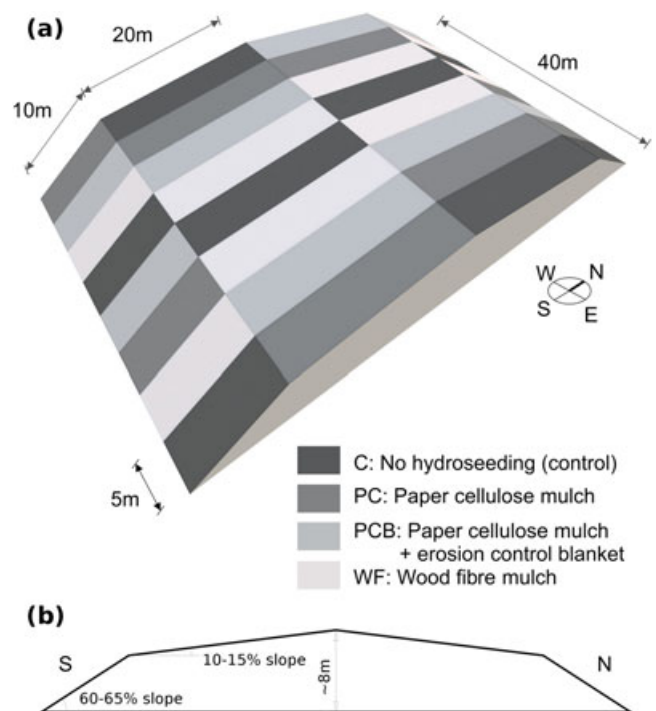 (a)
20m
10m
40m
W N
S E
5m
C: No hydroseeding (control)
PC: Paper cellulose mulch
PCB: Paper cellulose mulch
+ erosion control blanket
WF: Wood fibre mulch
(b)
S
N
10-15% slope
~8m
60-65% slope